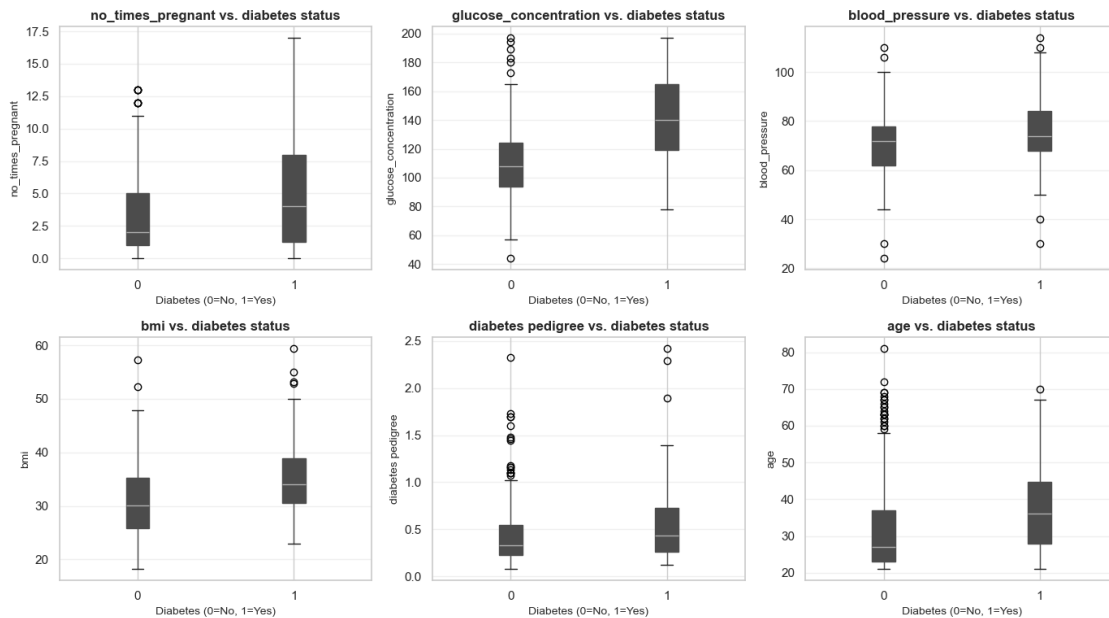 no_times_pregnant vs. diabetes status
17.5
15.0
12.5
10.0
7.5
5.0
2.5
0.0
no_times_pregnant
0
1
Diabetes (0=No, 1=Yes)
glucose_concentration vs. diabetes status
200
180
160
140
120
100
80
60
40
glucose_concentration
0
1
Diabetes (0=No, 1=Yes)
blood_pressure vs. diabetes status
100
80
60
40
20
blood_pressure
0
1
Diabetes (0=No, 1=Yes)
bmi vs. diabetes status
60
50
40
30
20
bmi
0
1
Diabetes (0=No, 1=Yes)
diabetes pedigree vs. diabetes status
2.5
2.0
1.5
1.0
0.5
0.0
diabetes pedigree
0
1
Diabetes (0=No, 1=Yes)
age vs. diabetes status
80
70
60
50
40
30
20
age
0
1
Diabetes (0=No, 1=Yes)